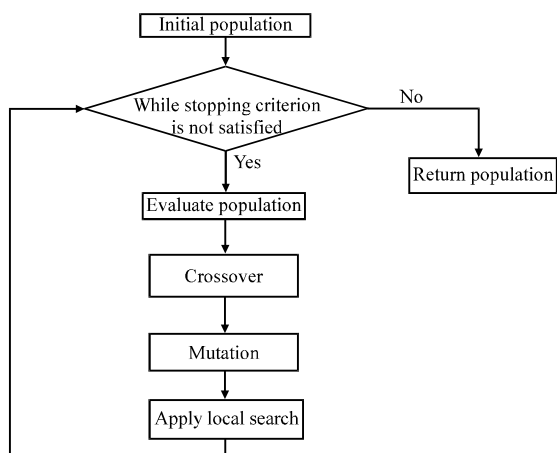 Initial population
While stopping criterion
is not satisfied
No
Yes
Return population
Evaluate population
Crossover
Mutation
Apply local search